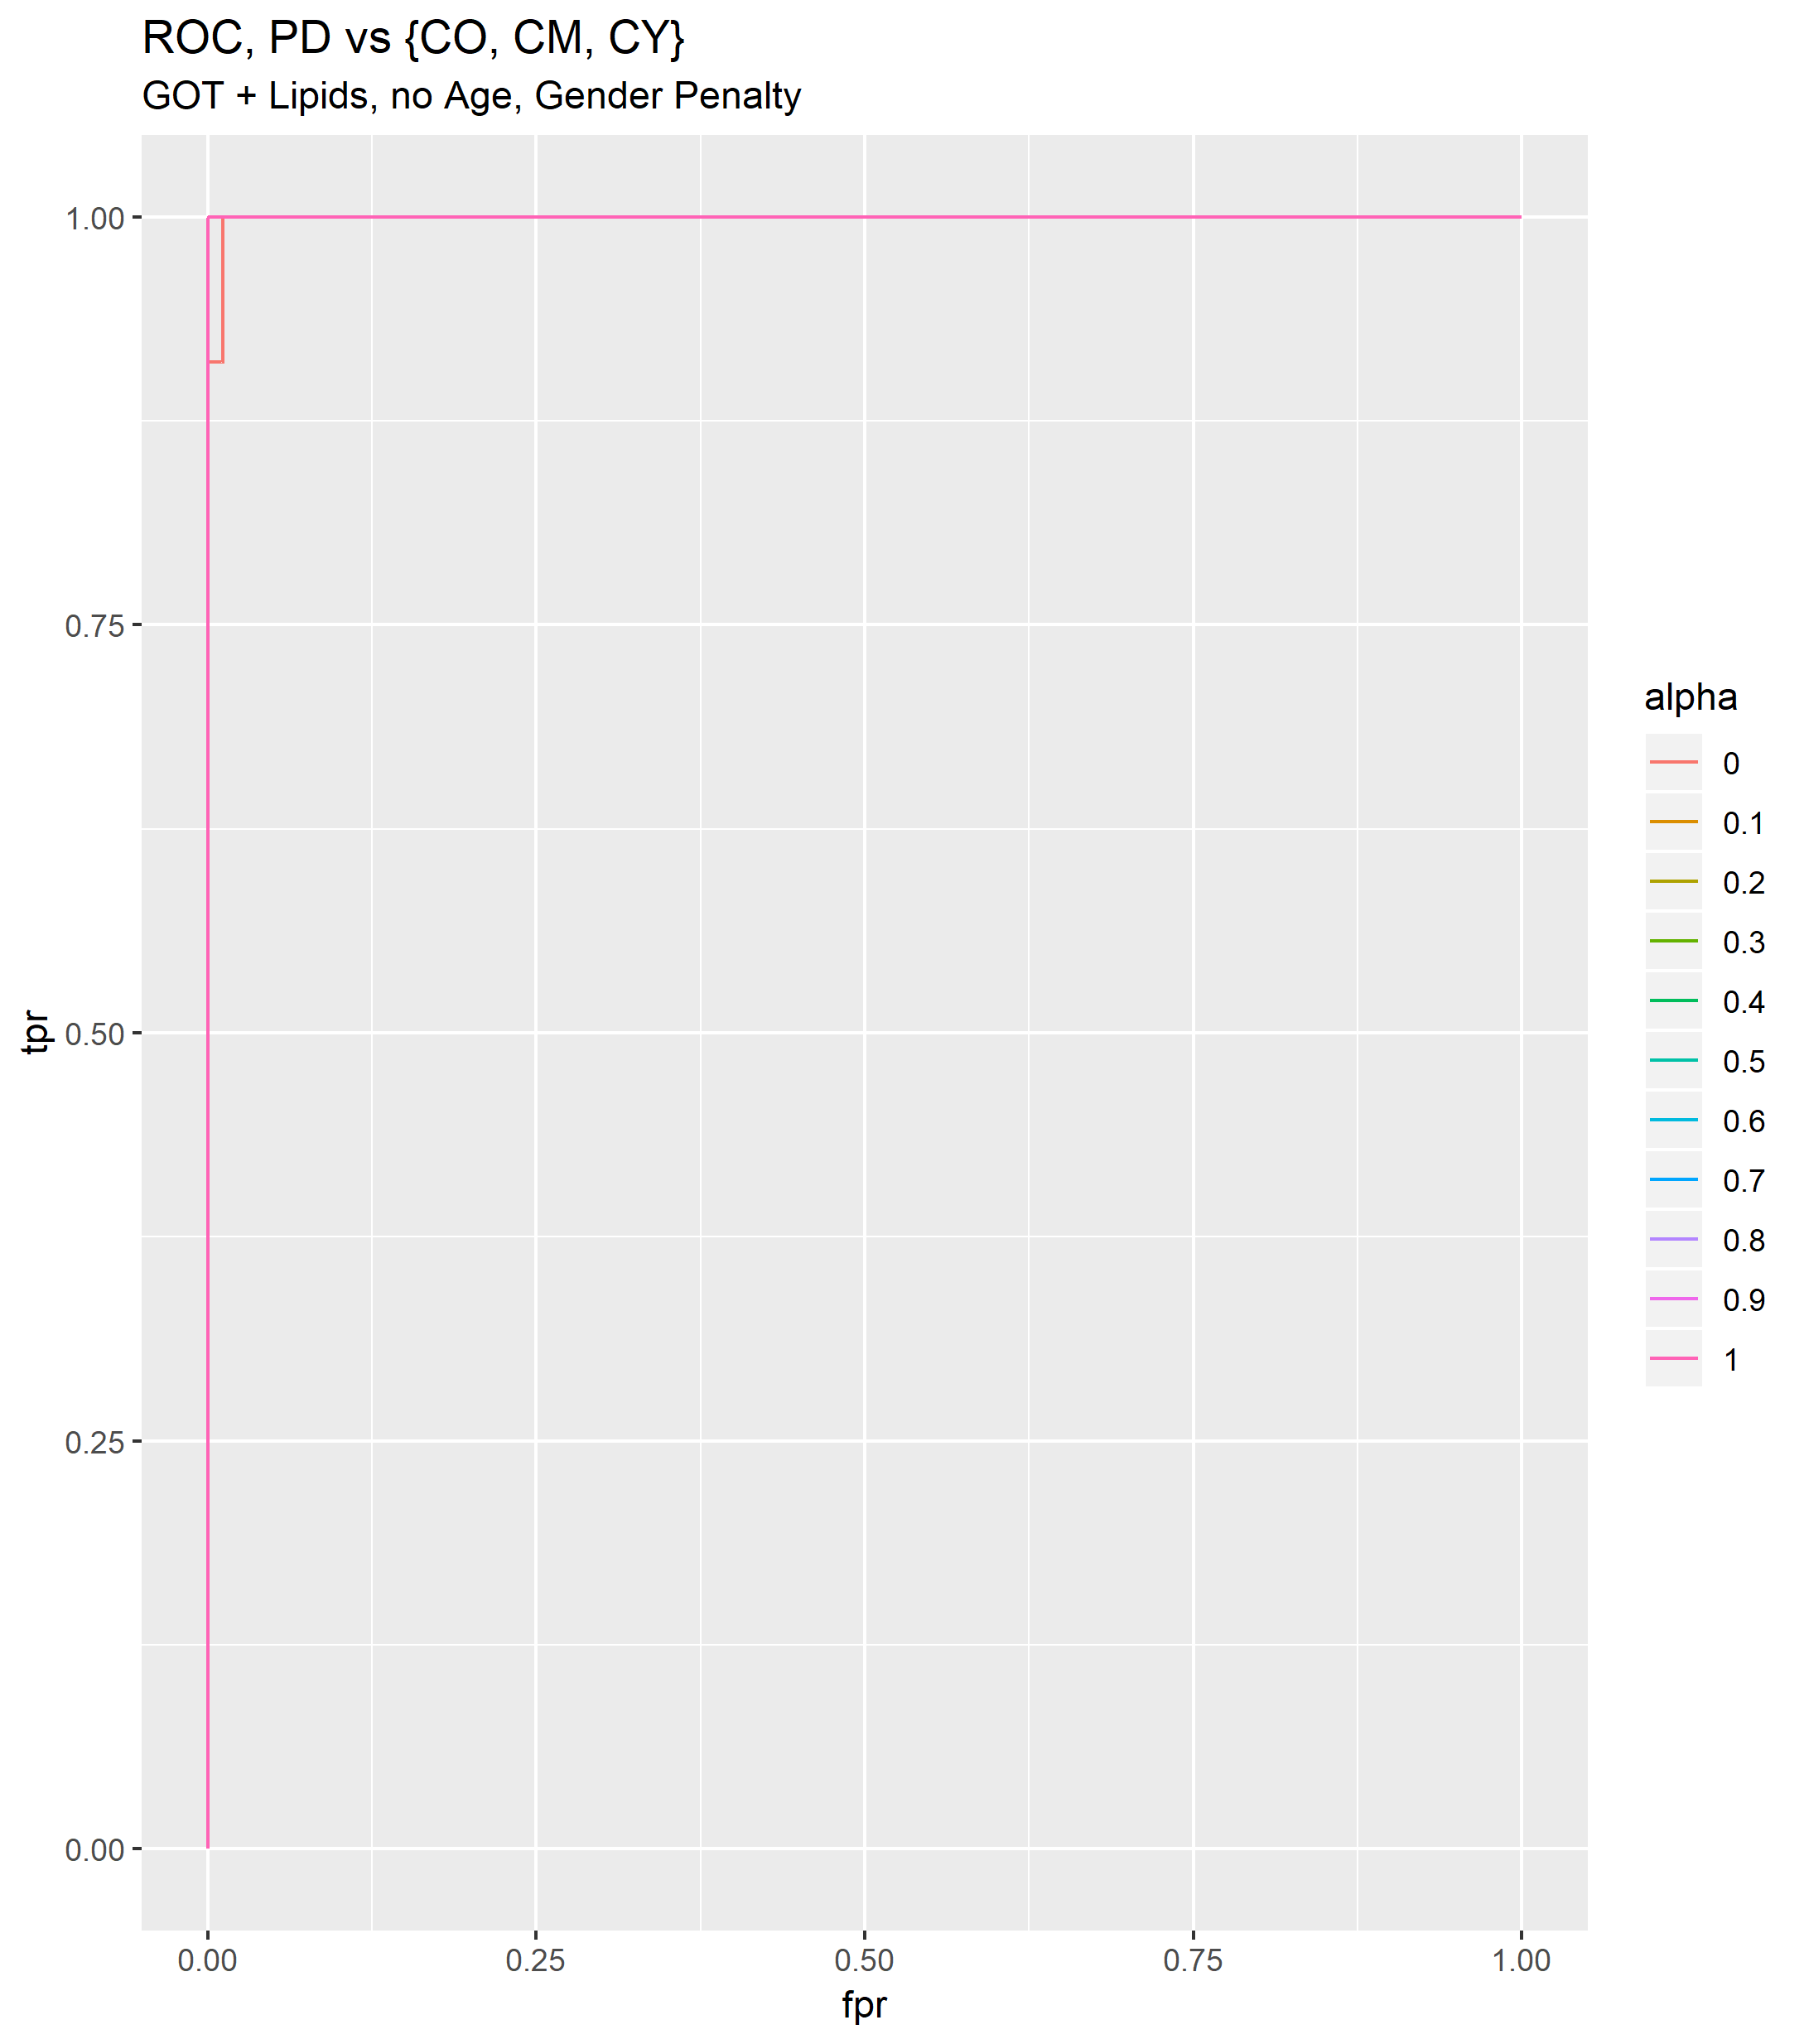 ROC, PD vs {CO, CM, CY}
GOT + Lipids, no Age, Gender Penalty
tpr
1.00
0.75
0.50
0.25
0.00
0.00 0.25 0.50 0.75 1.00
fpr
alpha
0
0.1
0.2
0.3
0.4
0.5
0.6
0.7
0.8
0.9
1